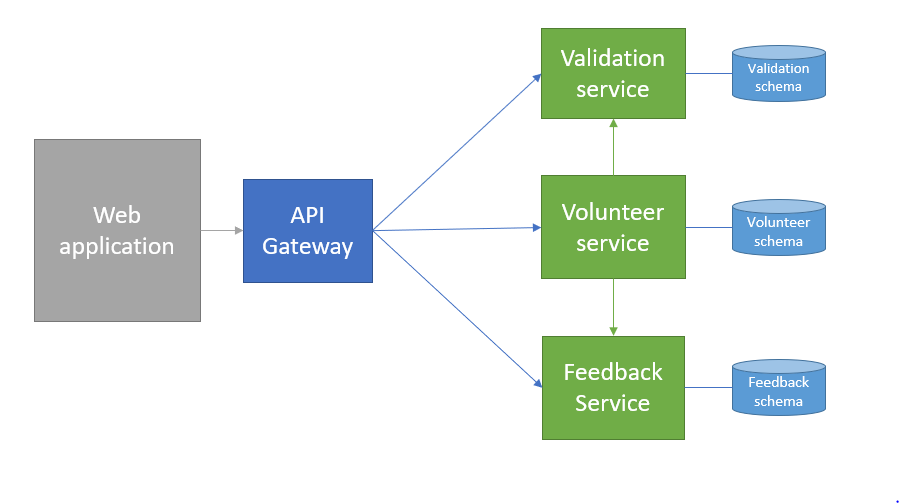 Web
application
API
Gateway
Validation
service
Validation
schema
Volunteer
service
Volunteer
schema
Feedback
Service
Feedback
schema
.